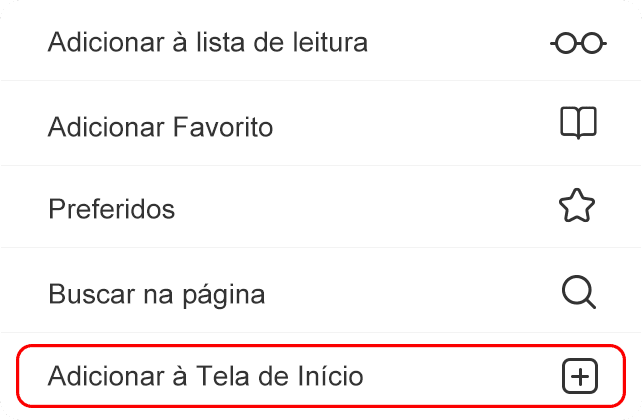 Adicionar à lista de leitura
Adicionar Favorito
Preferidos
Buscar na página
Adicionar à Tela de Início